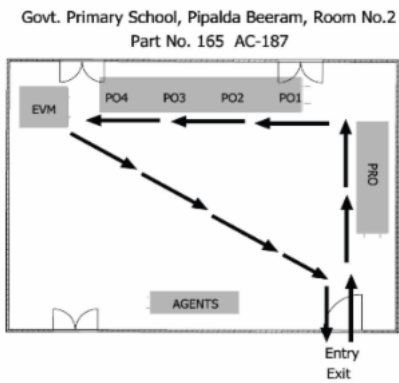 Govt. Primary School, Pipalda Beeram, Room No.2
Part No. 165 AC-187
EVM
PO4 PO3 PO2 PO1
PRO
AGENTS
Entry
Exit